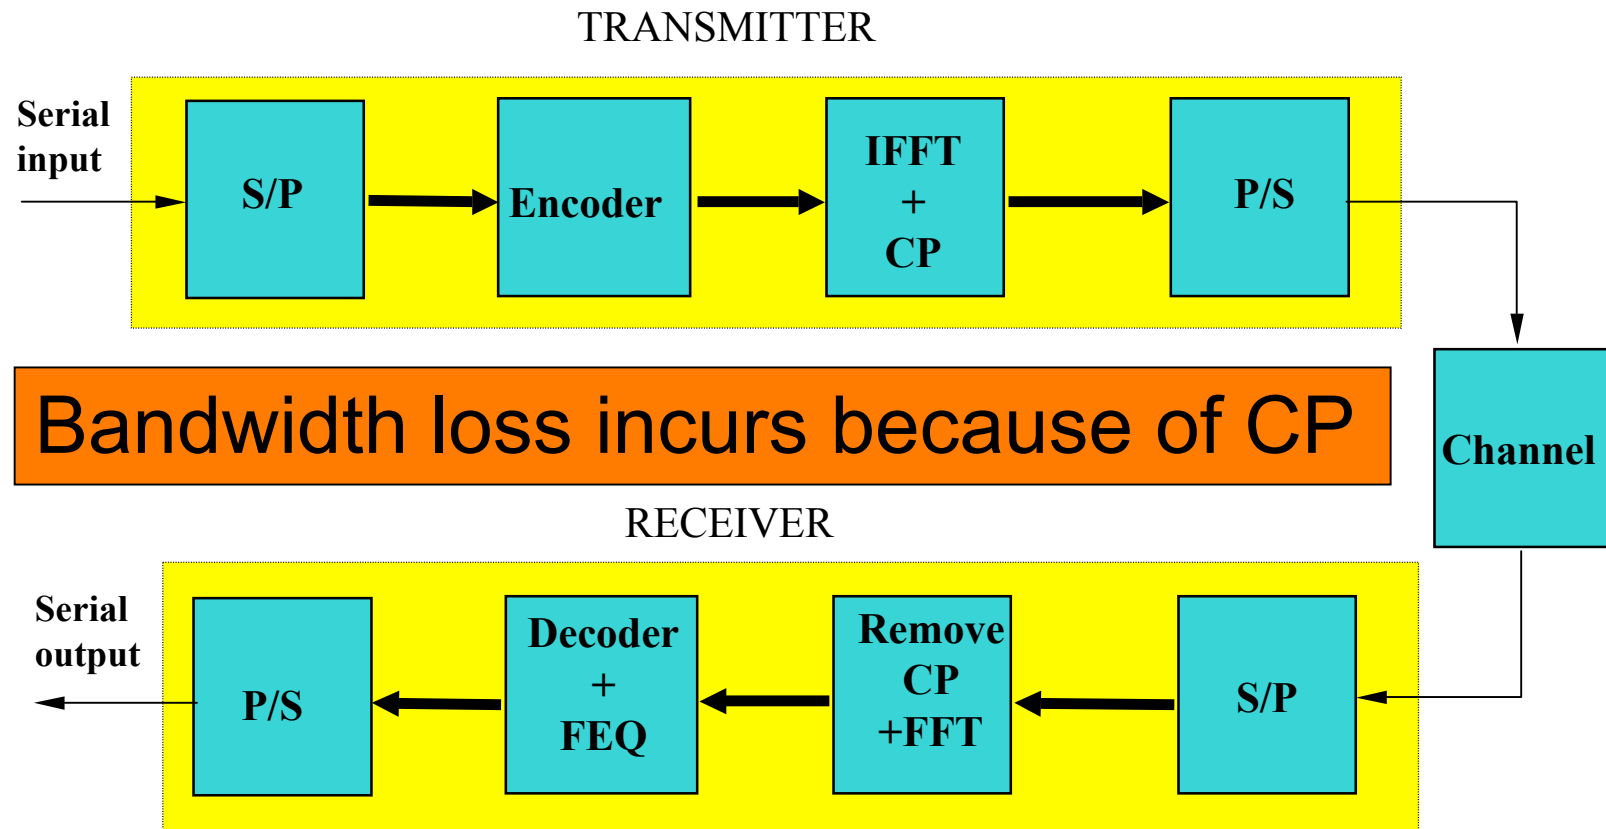 TRANSMITTER
Serial
input
S/P
Encoder
IFFT
+
CP
P/S
Bandwidth loss incurs because of CP
Channel
RECEIVER
Serial
output
P/S
Decoder
+
FEQ
Remove
CP
+FFT
S/P